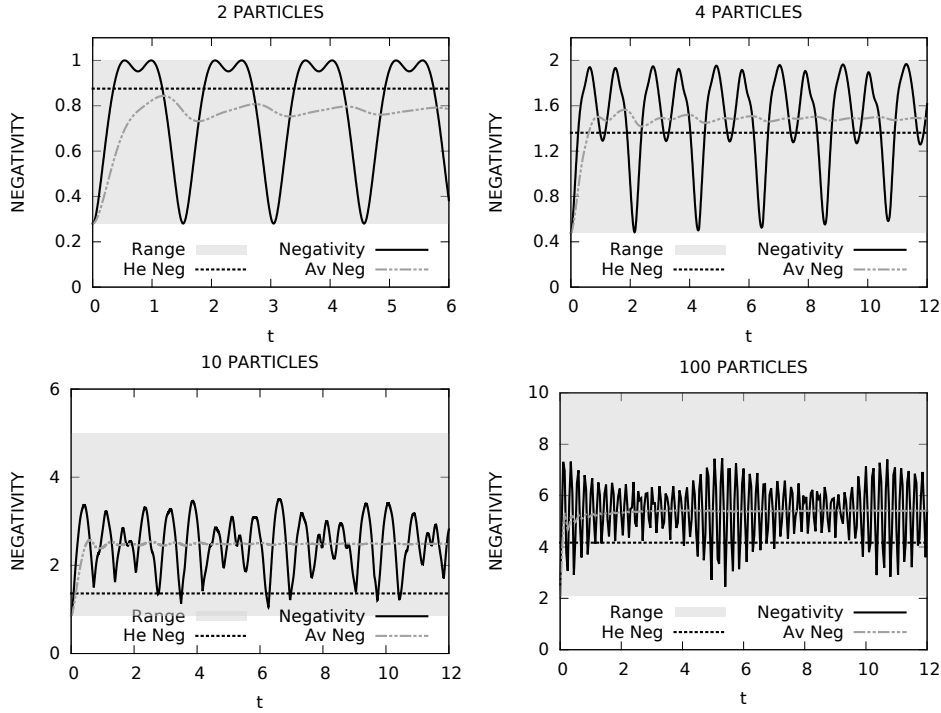 2 PARTICLES
NEGATIVITY
1
0.8
0.6
0.4
0.2
0
Range
Negativity
He Neg
Av Neg
0 1 2 3 4 5 6
t
4 PARTICLES
NEGATIVITY
2
1.6
1.2
0.8
0.4
0
Range
Negativity
He Neg
Av Neg
0 2 4 6 8 10 12
t
10 PARTICLES
NEGATIVITY
6
4
2
0
Range
Negativity
He Neg
Av Neg
0 2 4 6 8 10 12
t
100 PARTICLES
NEGATIVITY
10
8
6
4
2
0
Range
Negativity
He Neg
Av Neg
0 2 4 6 8 10 12
t